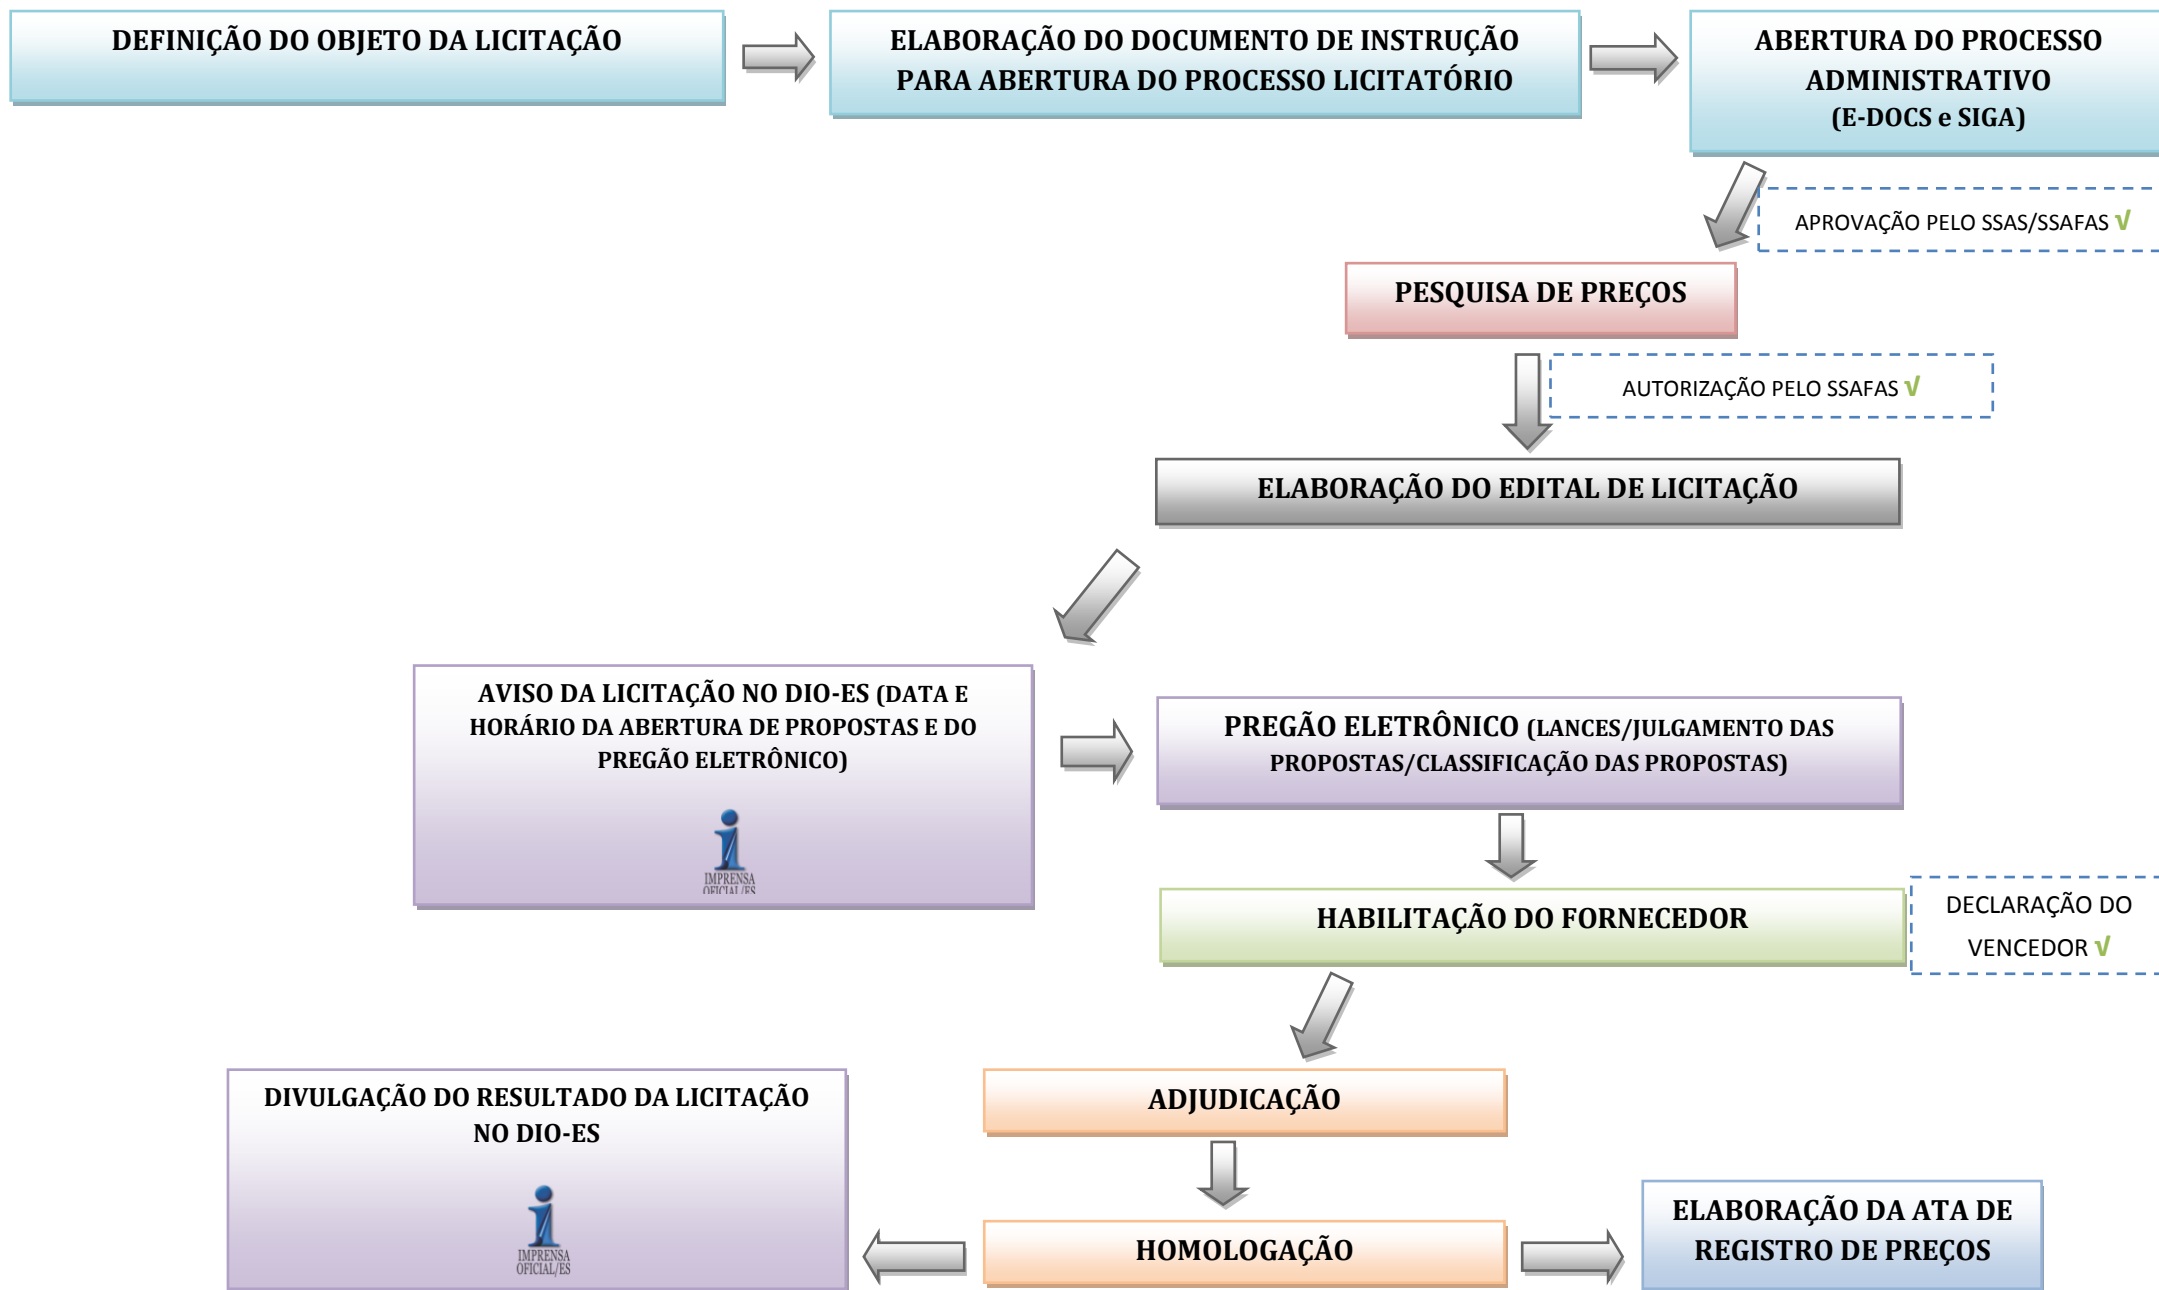 DEFINIÇÃO DO OBJETO DA LICITAÇÃO
ELABORAÇÃO DO DOCUMENTO DE INSTRUÇÃO
PARA ABERTURA DO PROCESSO LICITATÓRIO
ABERTURA DO PROCESSO
ADMINISTRATIVO
(E-DOCS e SIGA)
APROVAÇÃO PELO SSAS/SSAFAS √
PESQUISA DE PREÇOS
AUTORIZAÇÃO PELO SSAFAS √
ELABORAÇÃO DO EDITAL DE LICITAÇÃO
AVISO DA LICITAÇÃO NO DIO-ES (DATA E
HORÁRIO DA ABERTURA DE PROPOSTAS E DO
PREGÃO ELETRÔNICO)
IMPRENSA
OFICIAL/ES
PREGÃO ELETRÔNICO (LANCES/JULGAMENTO DAS
PROPOSTAS/CLASSIFICAÇÃO DAS PROPOSTAS)
HABILITAÇÃO DO FORNECEDOR
DECLARAÇÃO DO
VENCEDOR √
ADJUDICAÇÃO
DIVULGAÇÃO DO RESULTADO DA LICITAÇÃO
NO DIO-ES
IMPRENSA
OFICIAL/ES
HOMOLOGAÇÃO
ELABORAÇÃO DA ATA DE
REGISTRO DE PREÇOS